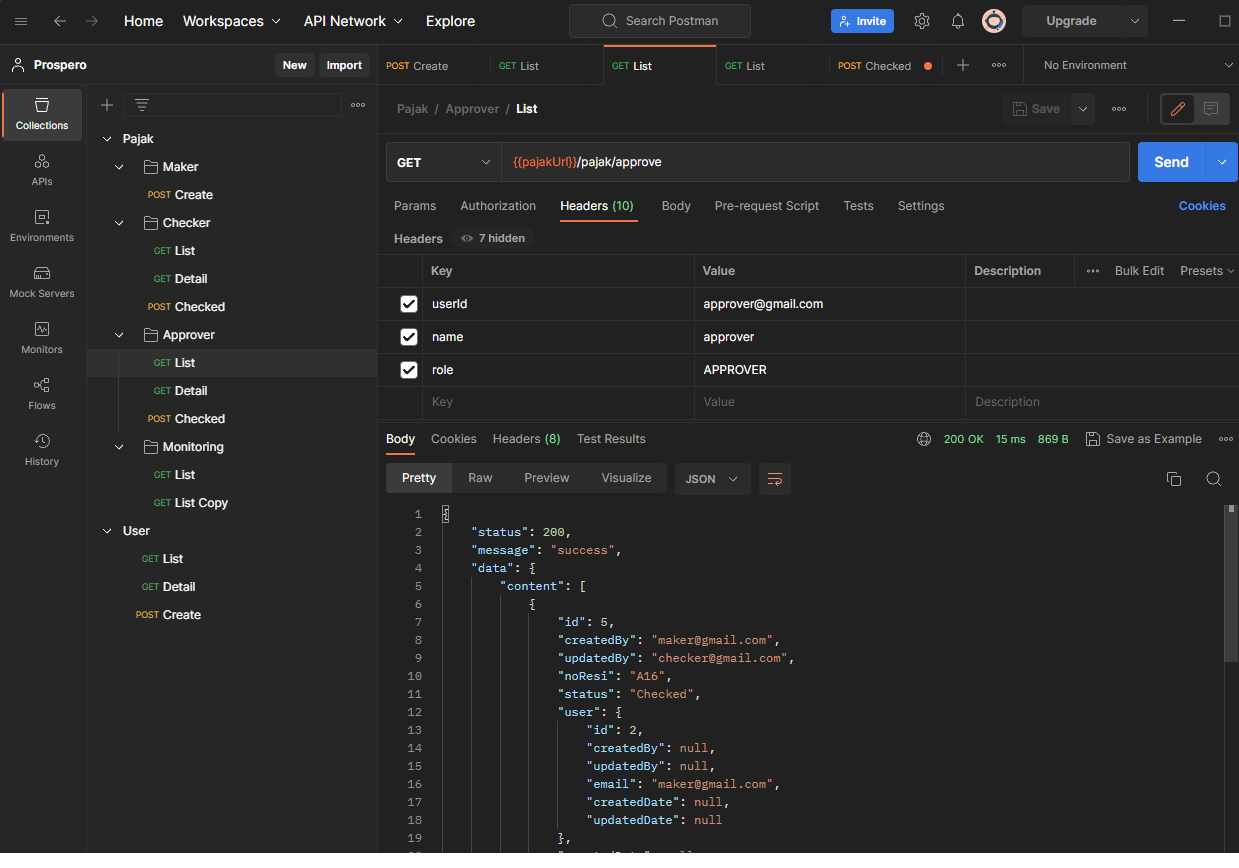 Home Workspaces API Network Explore Search Postman Invite Upgrade
Prospero New Import
POST Create GET List GET List GET List POST Checked No Environment
Collections
APIs
Environments
Mock Servers
Monitors
Flows
History
Pajak
Maker
POST Create
Checker
GET List
GET Detail
POST Checked
Approver
GET List
GET Detail
POST Checked
Monitoring
GET List
GET List Copy
User
GET List
GET Detail
POST Create
Pajak / Approver / List Save
GET {{pajakUrl}}/pajak/approve Send
Params Authorization Headers (10) Body Pre-request Script Tests Settings Cookies
Headers 7 hidden
Key Value Description Bulk Edit Presets
userId approver@gmail.com
name approver
role APPROVER
Key Value Description
Body Cookies Headers (8) Test Results 200 OK 15 ms 869 B Save as Example
Pretty Raw Preview Visualize JSON
1 {
2 "status": 200,
3 "message": "success",
4 "data": {
5 "content": [
6 {
7 "id": 5,
8 "createdBy": "maker@gmail.com",
9 "updatedBy": "checker@gmail.com",
10 "noResi": "A16",
11 "status": "Checked",
12 "user": {
13 "id": 2,
14 "createdBy": null,
15 "updatedBy": null,
16 "email": "maker@gmail.com",
17 "createdDate": null,
18 "updatedDate": null
19 },